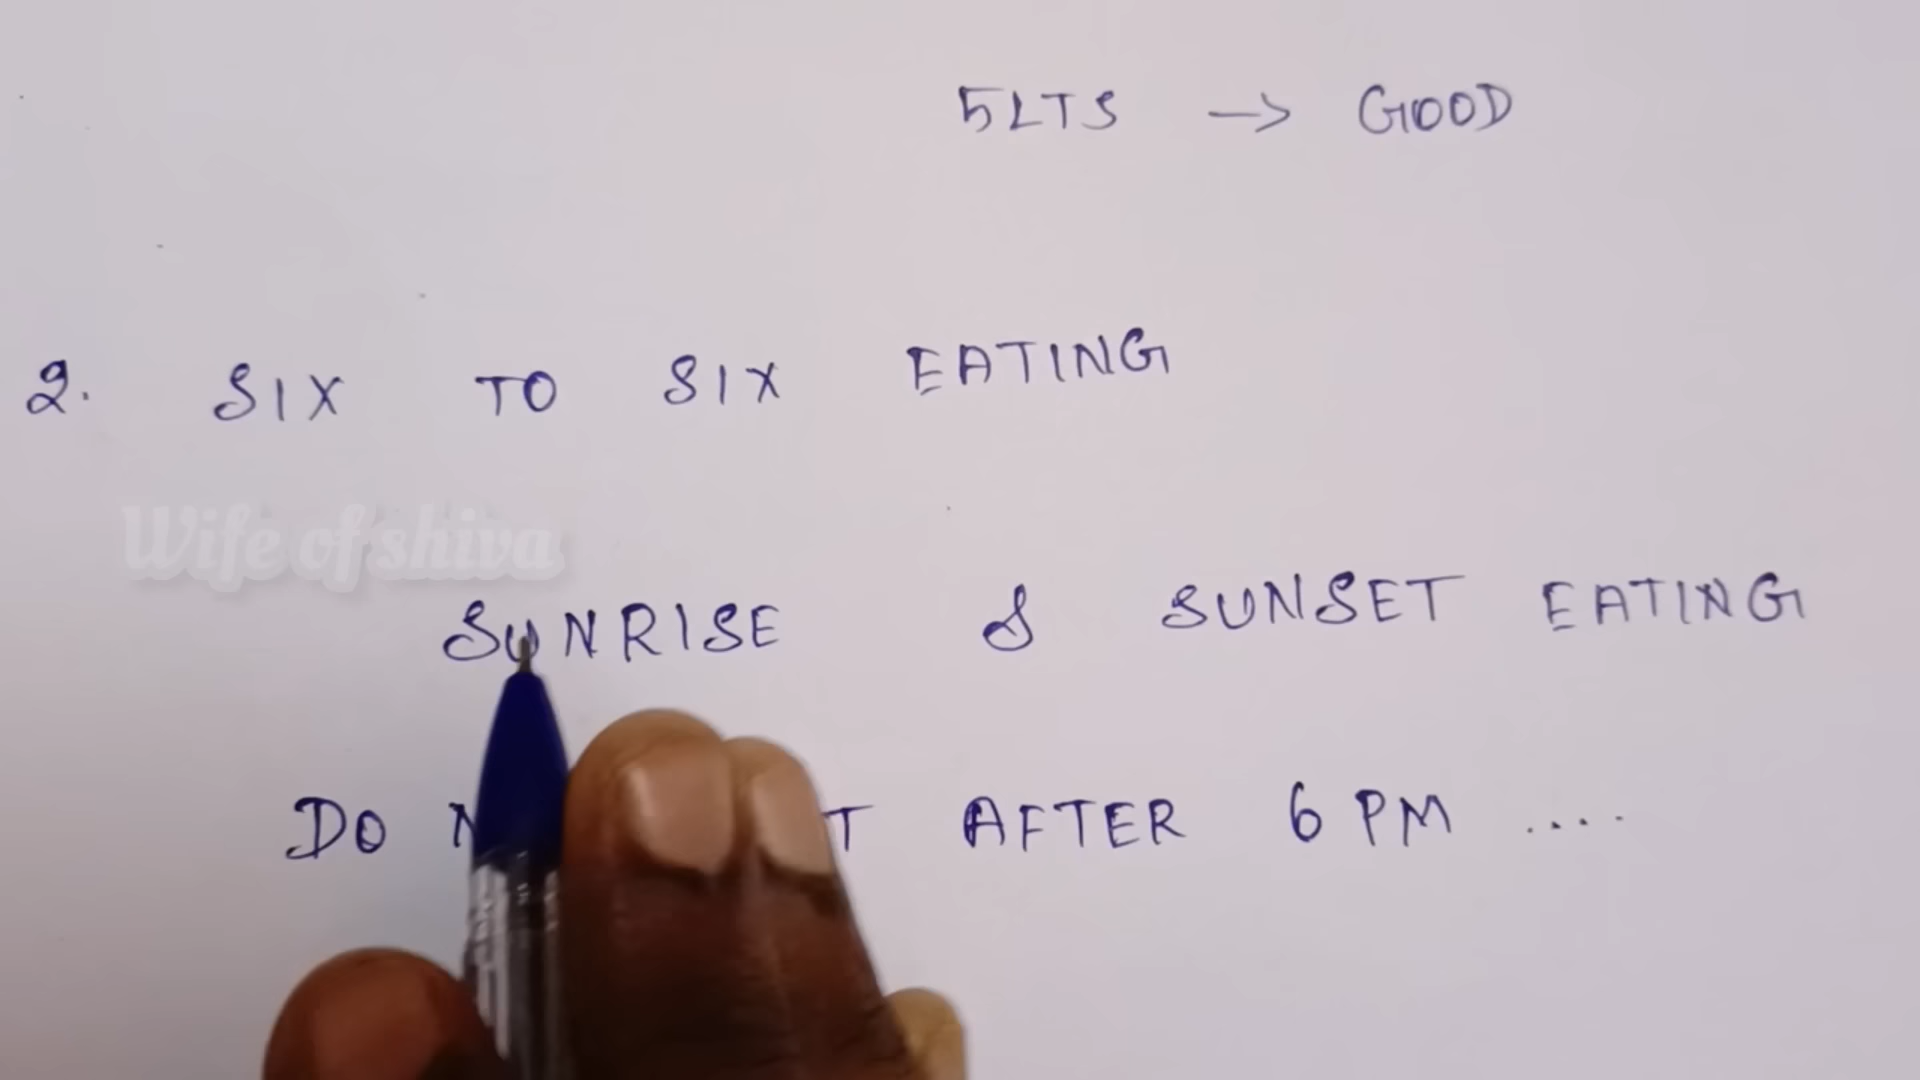 5LTS -> GOOD
2. SIX TO SIX EATING
Wife of shiva
SUNRISE & SUNSET EATING
DO AFTER 6 PM ....